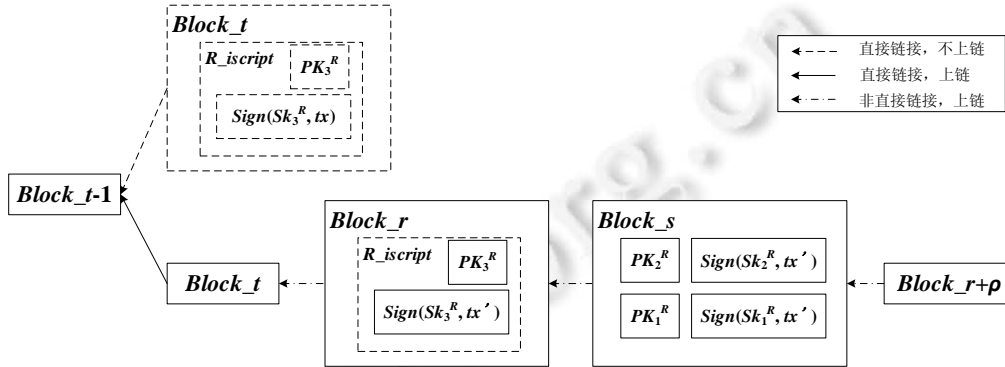 Block_t
R_iscript
PK₃ᴿ
Sign(Sk₃ᴿ, tx)
直接链接，不上链
直接链接，上链
非直接链接，上链
Block_t-1
Block_t
Block_r
R_iscript
PK₃ᴿ
Sign(Sk₃ᴿ, tx′)
Block_s
PK₂ᴿ Sign(Sk₂ᴿ, tx′)
PK₁ᴿ Sign(Sk₁ᴿ, tx′)
Block_r+ρ
org.cn